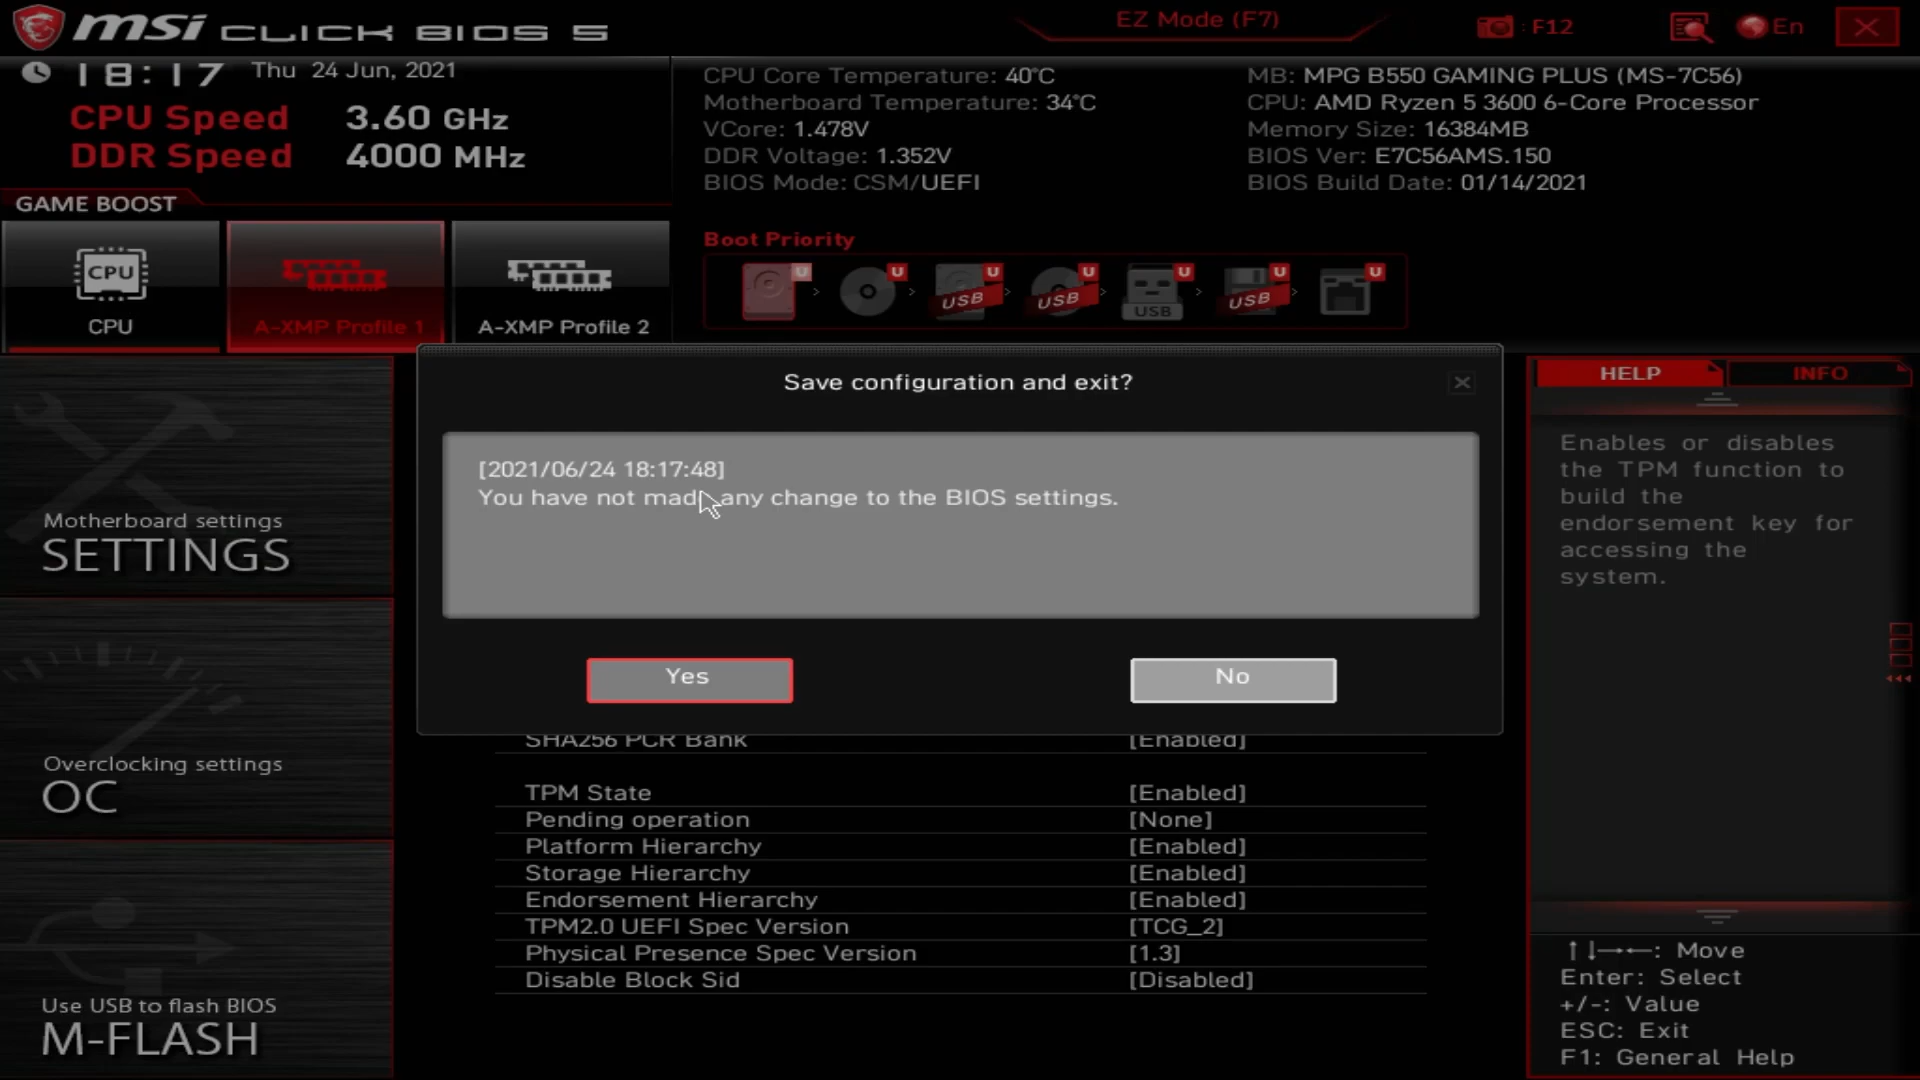 msi CLICK BIOS 5
EZ Mode (F7)
: F12
En
18:17 Thu 24 Jun, 2021
CPU Speed 3.60 GHz
DDR Speed 4000 MHz
CPU Core Temperature: 40°C
Motherboard Temperature: 34°C
VCore: 1.478V
DDR Voltage: 1.352V
BIOS Mode: CSM/UEFI
MB: MPG B550 GAMING PLUS (MS-7C56)
CPU: AMD Ryzen 5 3600 6-Core Processor
Memory Size: 16384MB
BIOS Ver: E7C56AMS.150
BIOS Build Date: 01/14/2021
GAME BOOST
CPU
CPU
A-XMP Profile 1
A-XMP Profile 2
Boot Priority
U U U U U U U
USB USB USB USB
Save configuration and exit?
[2021/06/24 18:17:48]
You have not made any change to the BIOS settings.
Yes No
Motherboard settings
SETTINGS
Overclocking settings
OC
Use USB to flash BIOS
M-FLASH
SHA256 PCR Bank [Enabled]
TPM State [Enabled]
Pending operation [None]
Platform Hierarchy [Enabled]
Storage Hierarchy [Enabled]
Endorsement Hierarchy [Enabled]
TPM2.0 UEFI Spec Version [TCG_2]
Physical Presence Spec Version [1.3]
Disable Block Sid [Disabled]
HELP INFO
Enables or disables
the TPM function to
build the
endorsement key for
accessing the
system.
↑↓→←: Move
Enter: Select
+/-: Value
ESC: Exit
F1: General Help